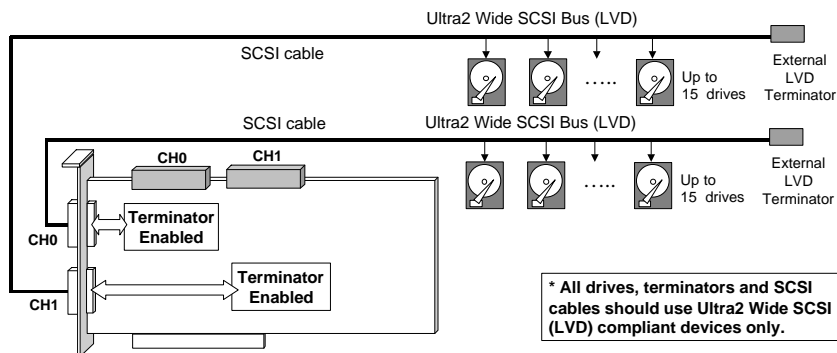 Ultra2 Wide SCSI Bus (LVD)
SCSI cable
Up to
15 drives
External
LVD
Terminator
SCSI cable
Ultra2 Wide SCSI Bus (LVD)
Up to
15 drives
External
LVD
Terminator
CH0
CH1
Terminator
Enabled
CH0
Terminator
Enabled
CH1
* All drives, terminators and SCSI
cables should use Ultra2 Wide SCSI
(LVD) compliant devices only.